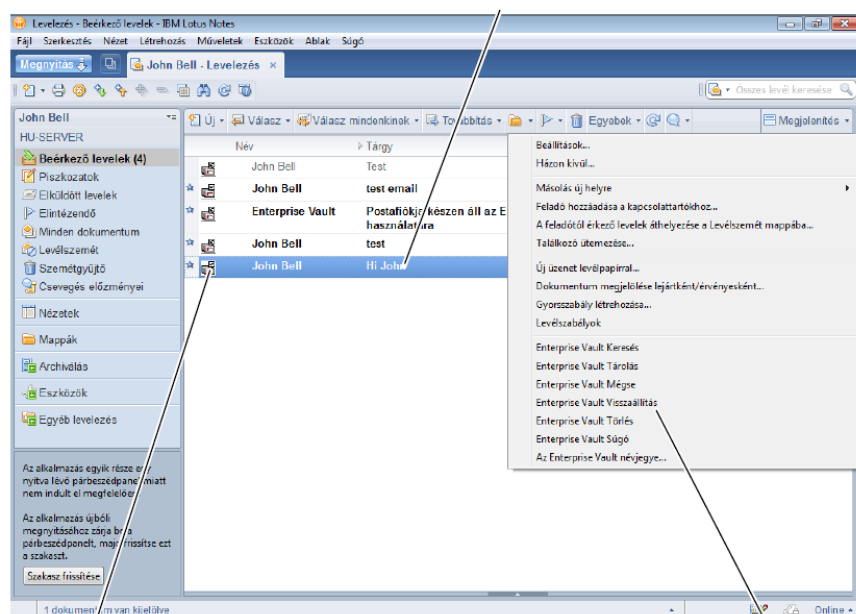 Levelezés - Beérkező levelek - IBM Lotus Notes
Fájl Szerkesztés Nézet Létrehozás Műveletek Eszközök Ablak Súgó
Megnyitás John Bell - Levelezés ×
Összes levél keresése
John Bell
HU-SERVER
Beérkező levelek (4)
Piszkozatok
Elküldött levelek
Elintézendő
Minden dokumentum
Levélszemét
Szemétgyűjtő
Csevegés előzményei
Nézetek
Mappák
Archiválás
Eszközök
Egyéb levelezés
Az alkalmazás egyik része egy
nyitva lévő párbeszédpanel miatt
nem indult el megfelelően.
Az alkalmazás újbóli
megnyitásához zárja be a
párbeszédpanelt, majd frissítse ezt
a szakaszt.
Szakasz frissítése
Új Válasz Válasz mindenkinek Továbbítás Egyebek Megjelenítés
Név Tárgy
John Bell Test
John Bell test email
Enterprise Vault Postafiókja készen áll az E
használatára
John Bell test
John Bell Hi John
Beállítások...
Házon kívül...
Másolás új helyre
Feladó hozzáadása a kapcsolattartókhoz...
A feladótól érkező levelek áthelyezése a Levélszemét mappába...
Találkozó ütemezése...
Új üzenet levélpapírral...
Dokumentum megjelölése lejártként/érvényesként...
Gyorsszabály létrehozása...
Levélszabályok
Enterprise Vault Keresés
Enterprise Vault Tárolás
Enterprise Vault Mégse
Enterprise Vault Visszaállítás
Enterprise Vault Törlés
Enterprise Vault Súgó
Az Enterprise Vault névjegye...
1 dokumentum van kijelölve Online